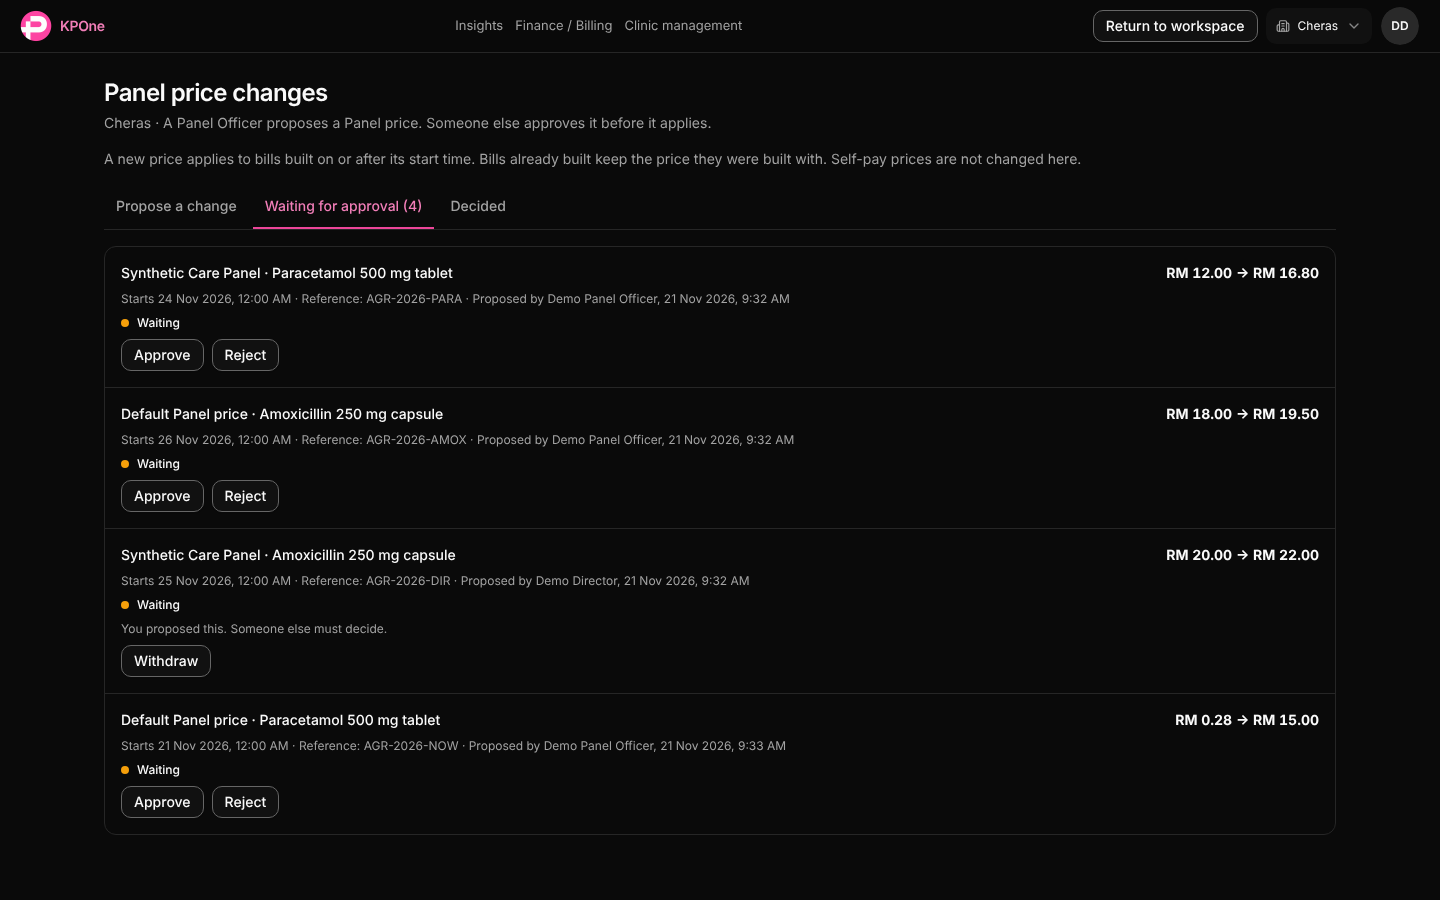 KPOne
Insights Finance / Billing Clinic management
Return to workspace
Cheras
DD
Panel price changes
Cheras · A Panel Officer proposes a Panel price. Someone else approves it before it applies.
A new price applies to bills built on or after its start time. Bills already built keep the price they were built with. Self-pay prices are not changed here.
Propose a change Waiting for approval (4) Decided
Synthetic Care Panel · Paracetamol 500 mg tablet RM 12.00 → RM 16.80
Starts 24 Nov 2026, 12:00 AM · Reference: AGR-2026-PARA · Proposed by Demo Panel Officer, 21 Nov 2026, 9:32 AM
Waiting
Approve Reject
Default Panel price · Amoxicillin 250 mg capsule RM 18.00 → RM 19.50
Starts 26 Nov 2026, 12:00 AM · Reference: AGR-2026-AMOX · Proposed by Demo Panel Officer, 21 Nov 2026, 9:32 AM
Waiting
Approve Reject
Synthetic Care Panel · Amoxicillin 250 mg capsule RM 20.00 → RM 22.00
Starts 25 Nov 2026, 12:00 AM · Reference: AGR-2026-DIR · Proposed by Demo Director, 21 Nov 2026, 9:32 AM
Waiting
You proposed this. Someone else must decide.
Withdraw
Default Panel price · Paracetamol 500 mg tablet RM 0.28 → RM 15.00
Starts 21 Nov 2026, 12:00 AM · Reference: AGR-2026-NOW · Proposed by Demo Panel Officer, 21 Nov 2026, 9:33 AM
Waiting
Approve Reject